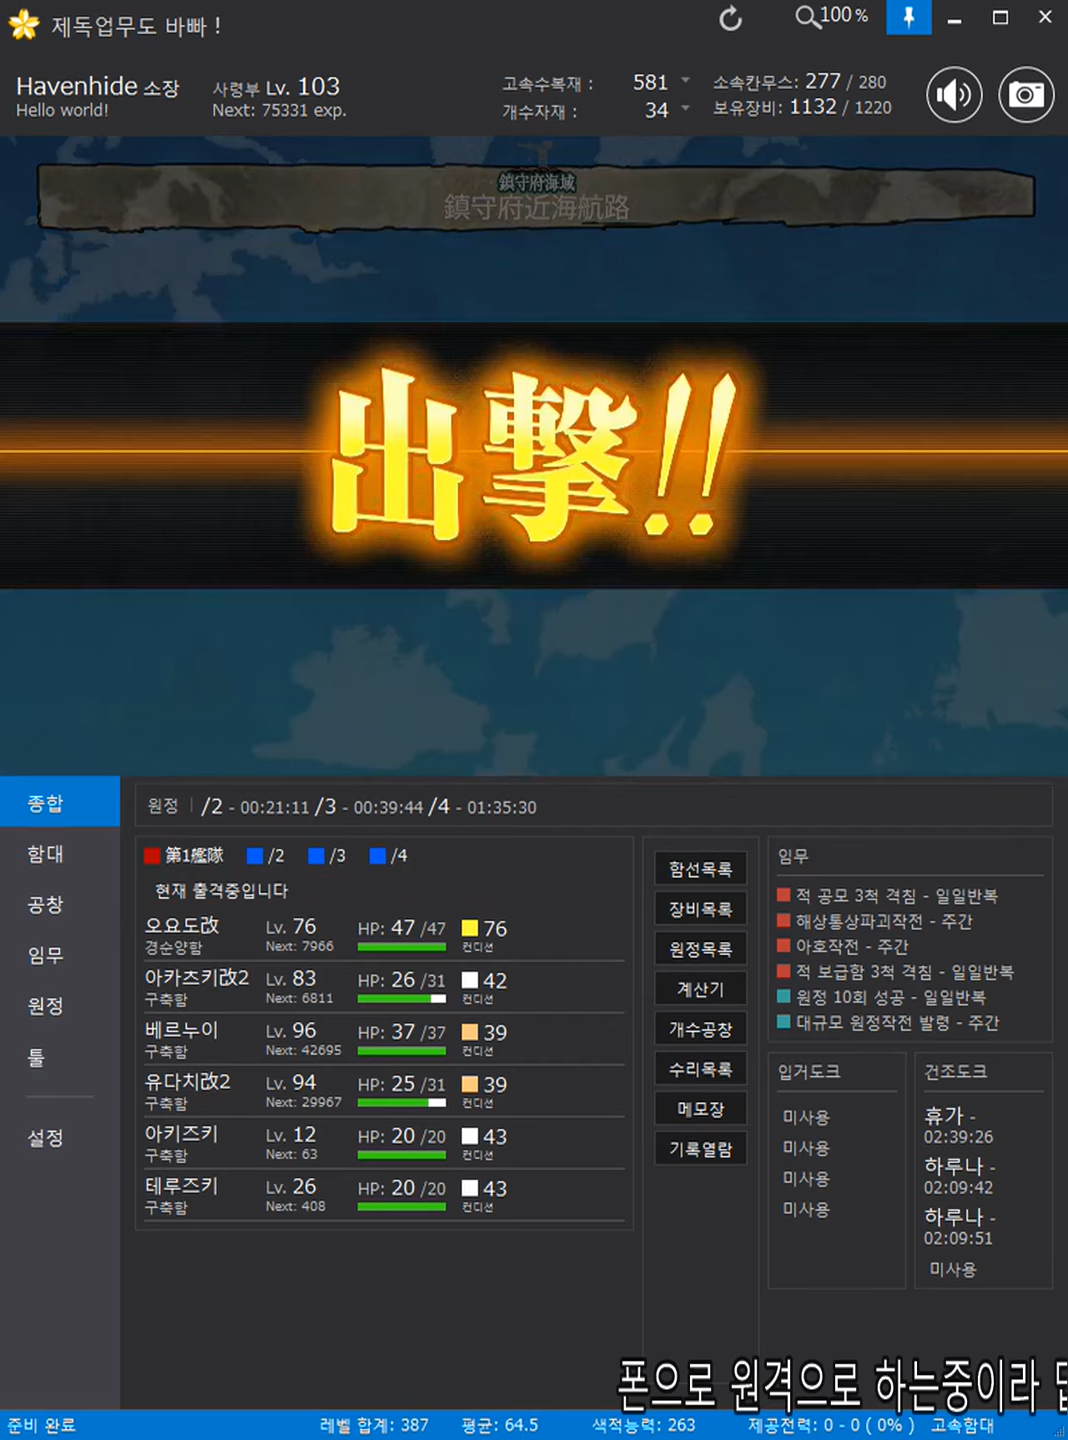 제독업무도 바빠 !
100 %
Havenhide 소장
Hello world!
사령부 Lv. 103
Next: 75331 exp.
고속수복재 : 581
개수자재 : 34
소속칸무스: 277 / 280
보유장비: 1132 / 1220
鎮守府海域
鎮守府近海航路
出撃!!
종합
함대
공창
임무
원정
툴
설정
원정 /2 - 00:21:11 /3 - 00:39:44 /4 - 01:35:30
第1艦隊 /2 /3 /4
현재 출격중입니다
오요도改 Lv. 76 HP: 47 /47 76
경순양함 Next: 7966 컨디션
아카츠키改2 Lv. 83 HP: 26 /31 42
구축함 Next: 6811 컨디션
베르누이 Lv. 96 HP: 37 /37 39
구축함 Next: 42695 컨디션
유다치改2 Lv. 94 HP: 25 /31 39
구축함 Next: 29967 컨디션
아키즈키 Lv. 12 HP: 20 /20 43
구축함 Next: 63 컨디션
테루즈키 Lv. 26 HP: 20 /20 43
구축함 Next: 408 컨디션
함선목록
장비목록
원정목록
계산기
개수공창
수리목록
메모장
기록열람
임무
적 공모 3척 격침 - 일일반복
해상통상파괴작전 - 주간
아호작전 - 주간
적 보급함 3척 격침 - 일일반복
원정 10회 성공 - 일일반복
대규모 원정작전 발령 - 주간
입거도크
미사용
미사용
미사용
미사용
건조도크
휴가 -
02:39:26
하루나 -
02:09:42
하루나 -
02:09:51
미사용
폰으로 원격으로 하는중이라
준비 완료
레벨 합계: 387 평균: 64.5 색적능력: 263 제공전력: 0 - 0 ( 0% ) 고속함대